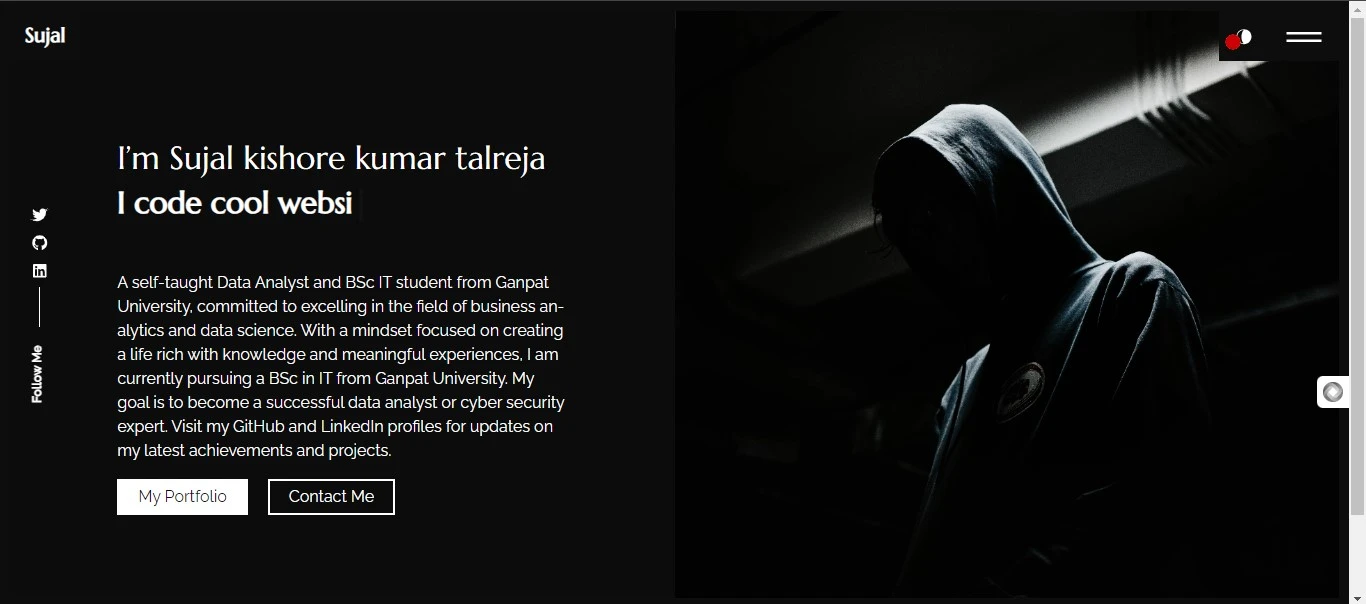 Sujal
I’m Sujal kishore kumar talreja
I code cool websi
A self-taught Data Analyst and BSc IT student from Ganpat
University, committed to excelling in the field of business an-
alytics and data science. With a mindset focused on creating
a life rich with knowledge and meaningful experiences, I am
currently pursuing a BSc in IT from Ganpat University. My
goal is to become a successful data analyst or cyber security
expert. Visit my GitHub and LinkedIn profiles for updates on
my latest achievements and projects.
My Portfolio
Contact Me
Follow Me